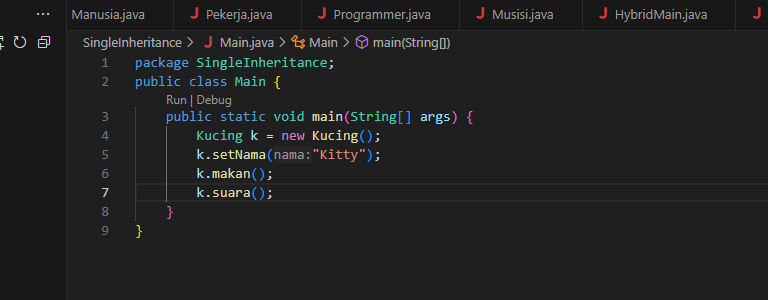 Manusia.java J Pekerja.java J Programmer.java J Musisi.java J HybridMain.java J
SingleInheritance > J Main.java > Main > main(String[])
1 package SingleInheritance;
2 public class Main {
Run | Debug
3 public static void main(String[] args) {
4 Kucing k = new Kucing();
5 k.setNama(nama:"Kitty");
6 k.makan();
7 k.suara();
8 }
9 }